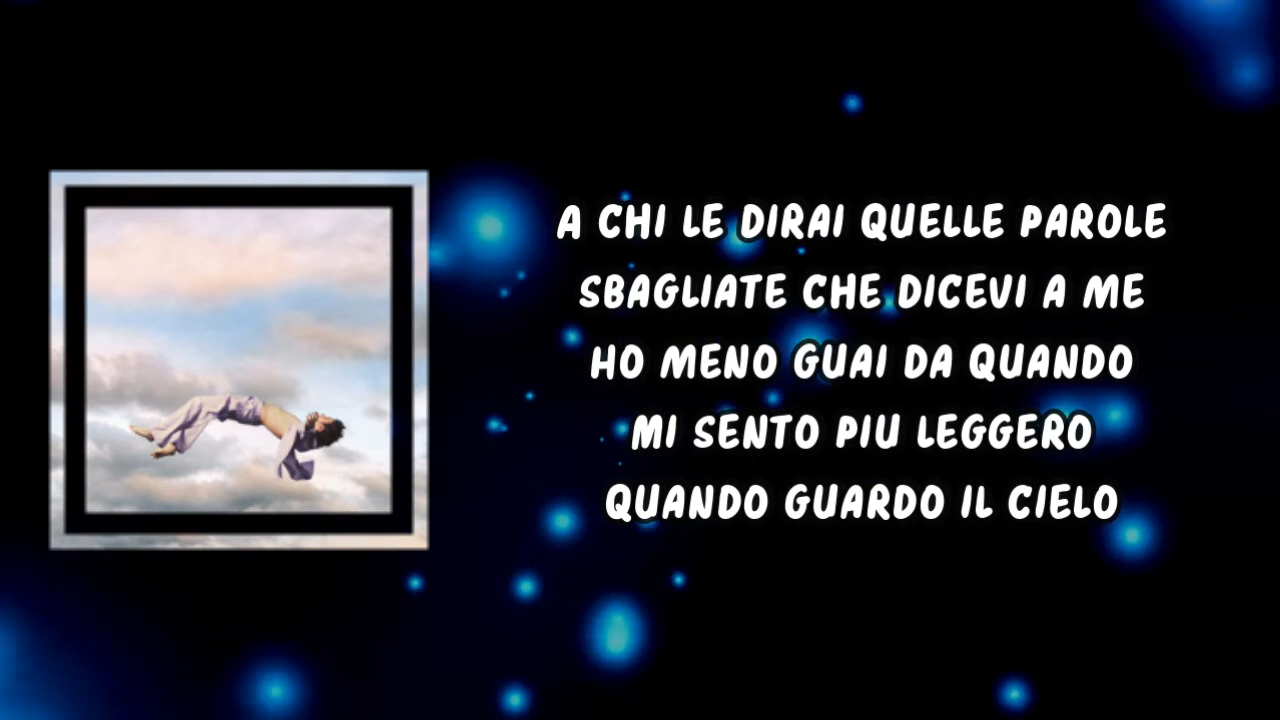 A CHI LE DIRAI QUELLE PAROLE
SBAGLIATE CHE DICEVI A ME
HO MENO GUAI DA QUANDO
MI SENTO PIU LEGGERO
QUANDO GUARDO IL CIELO